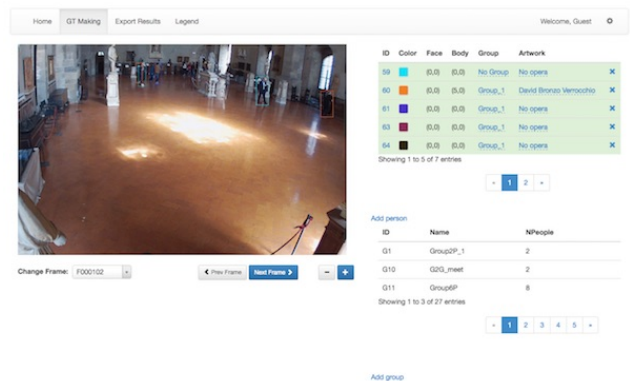 Home GT Making Export Results Legend Welcome, Guest
ID Color Face Body Group Artwork
59 (0,0) (0,0) No Group No opera ×
60 (0,0) (5,0) Group_1 David Bronzo Verrocchio ×
61 (0,0) (0,0) Group_1 No opera ×
63 (0,0) (0,0) Group_1 No opera ×
64 (0,0) (0,0) Group_1 No opera ×
Showing 1 to 5 of 7 entries
« 1 2 »
Add person
ID Name NPeople
G1 Group2P_1 2
G10 G2G_meet 2
G11 Group6P 8
Showing 1 to 3 of 27 entries
« 1 2 3 4 5 »
Change Frame: F000102 Prev Frame Next Frame − +
Add group